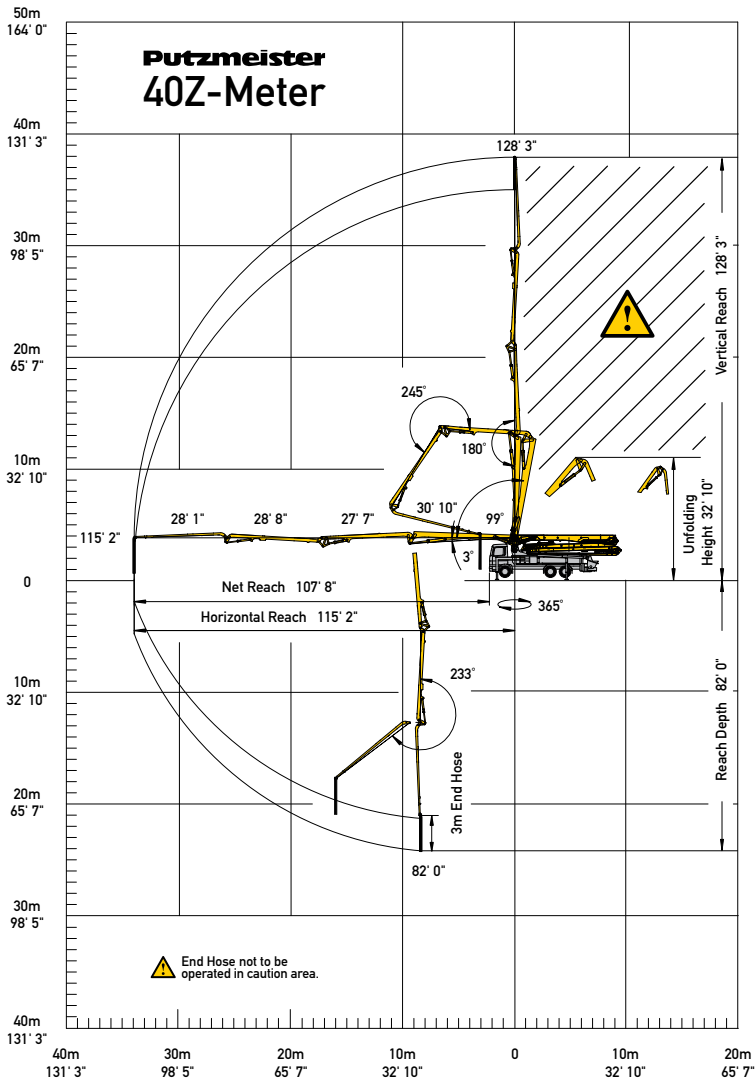 50m
164' 0"
Putzmeister
40Z-Meter
40m
131' 3"
128' 3"
30m
98' 5"
Vertical Reach 128' 3"
20m
65' 7"
245°
180°
10m
32' 10"
Unfolding
Height 32' 10"
30' 10"
99°
28' 1"
28' 8"
27' 7"
115' 2"
3°
0
Net Reach 107' 8"
365°
Horizontal Reach 115' 2"
233°
10m
32' 10"
Reach Depth 82' 0"
3m End Hose
20m
65' 7"
82' 0"
30m
98' 5"
End Hose not to be
operated in caution area.
40m
131' 3"
40m
131' 3"
30m
98' 5"
20m
65' 7"
10m
32' 10"
0
10m
32' 10"
20m
65' 7"